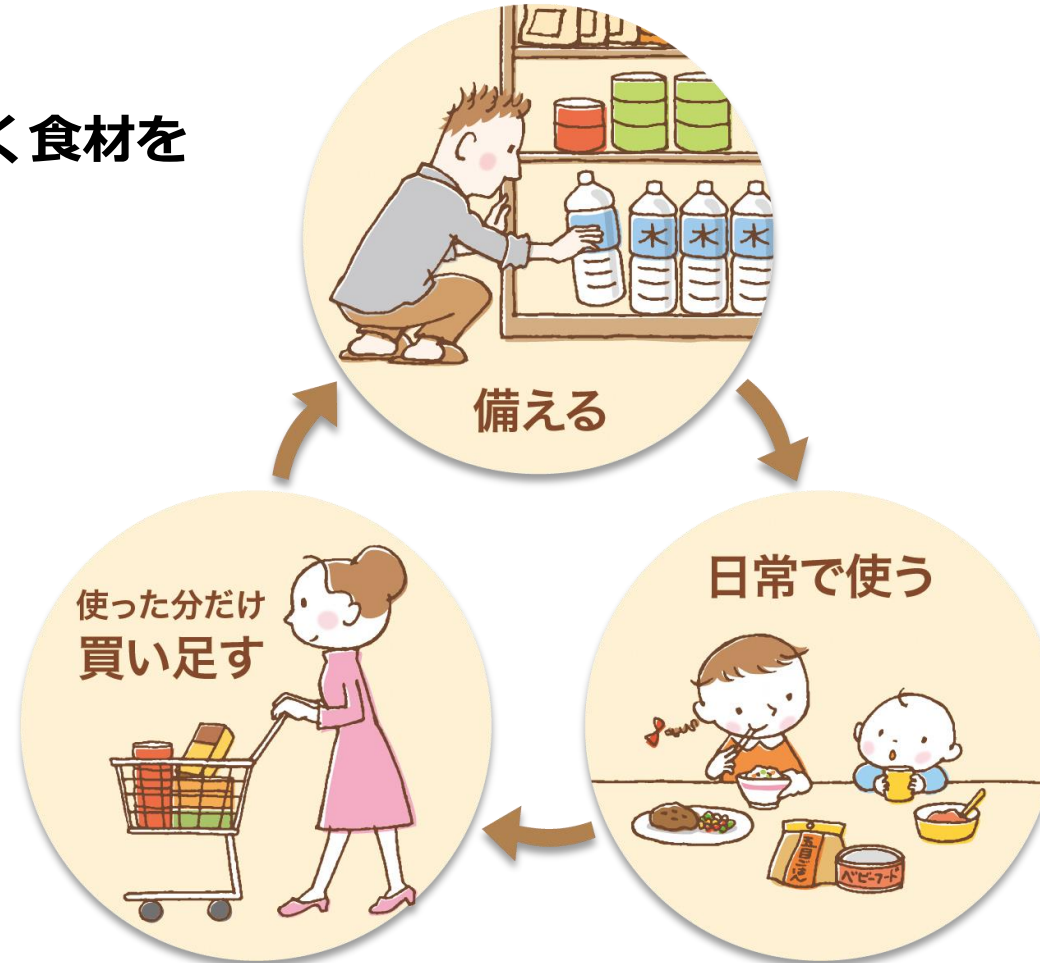 く食材を
水
水
水
備える
日常で使う
使った分だけ
買い足す
五目ごはん
ベビーフード